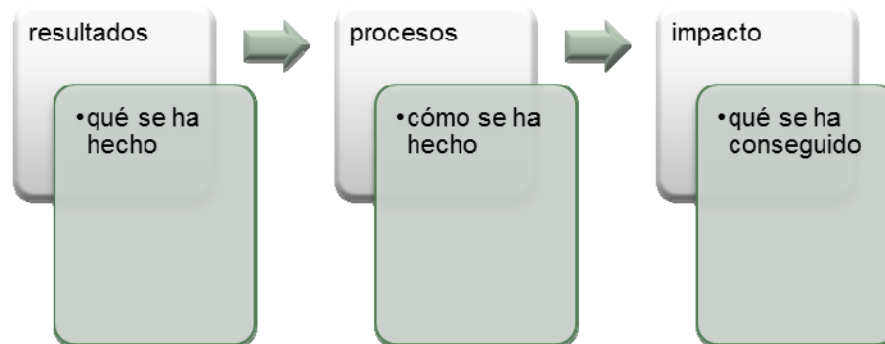 resultados
•qué se ha
hecho
procesos
•cómo se ha
hecho
impacto
•qué se ha
conseguido